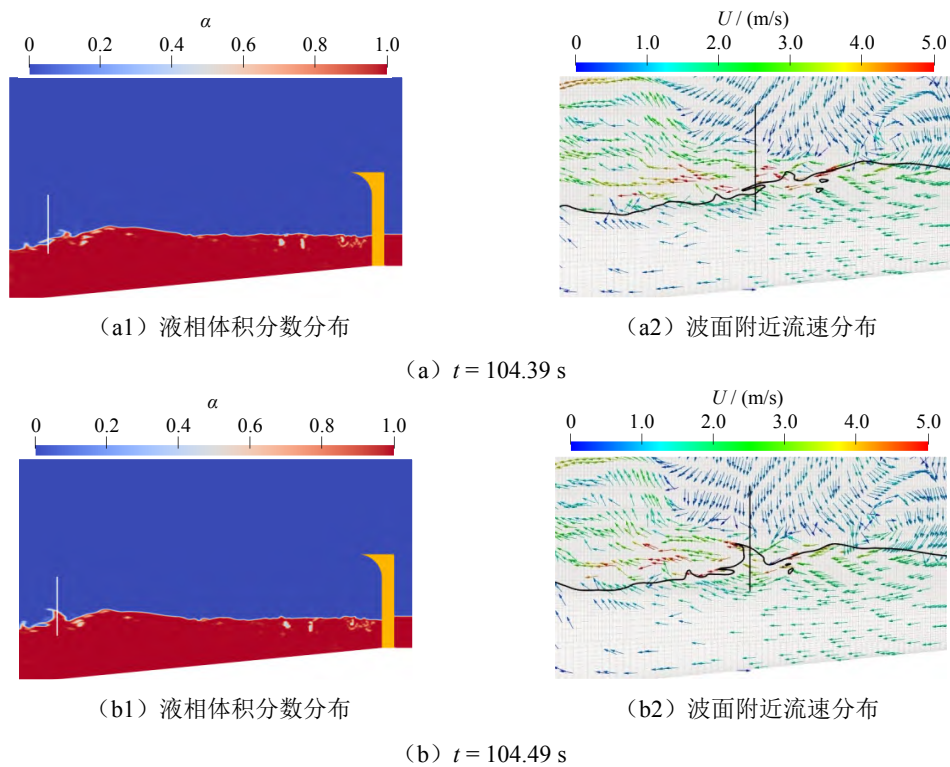 α
U / (m/s)
0 0.2 0.4 0.6 0.8 1.0
0 1.0 2.0 3.0 4.0 5.0
（a1）液相体积分数分布
（a2）波面附近流速分布
（a）t = 104.39 s
α
U / (m/s)
0 0.2 0.4 0.6 0.8 1.0
0 1.0 2.0 3.0 4.0 5.0
（b1）液相体积分数分布
（b2）波面附近流速分布
（b）t = 104.49 s